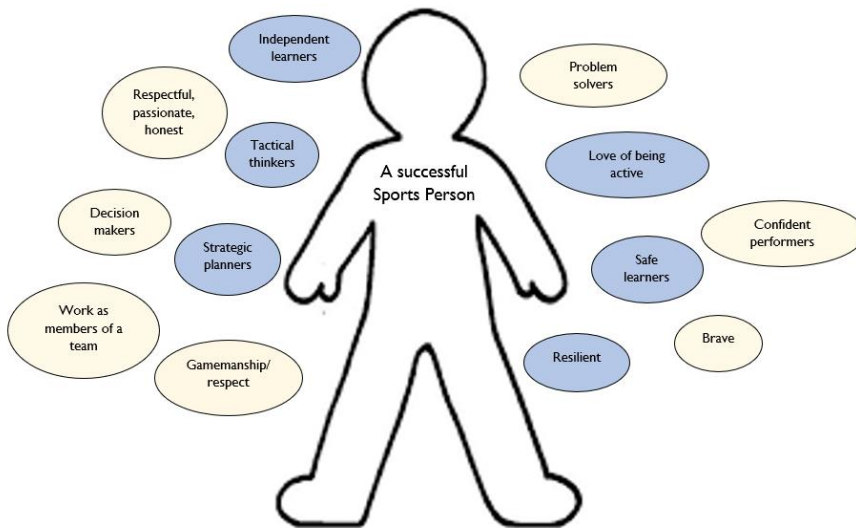 Independent
learners
Problem
solvers
Respectful,
passionate,
honest
Tactical
thinkers
Love of being
active
A successful
Sports Person
Decision
makers
Confident
performers
Strategic
planners
Safe
learners
Work as
members of a
team
Brave
Gamemanship/
respect
Resilient